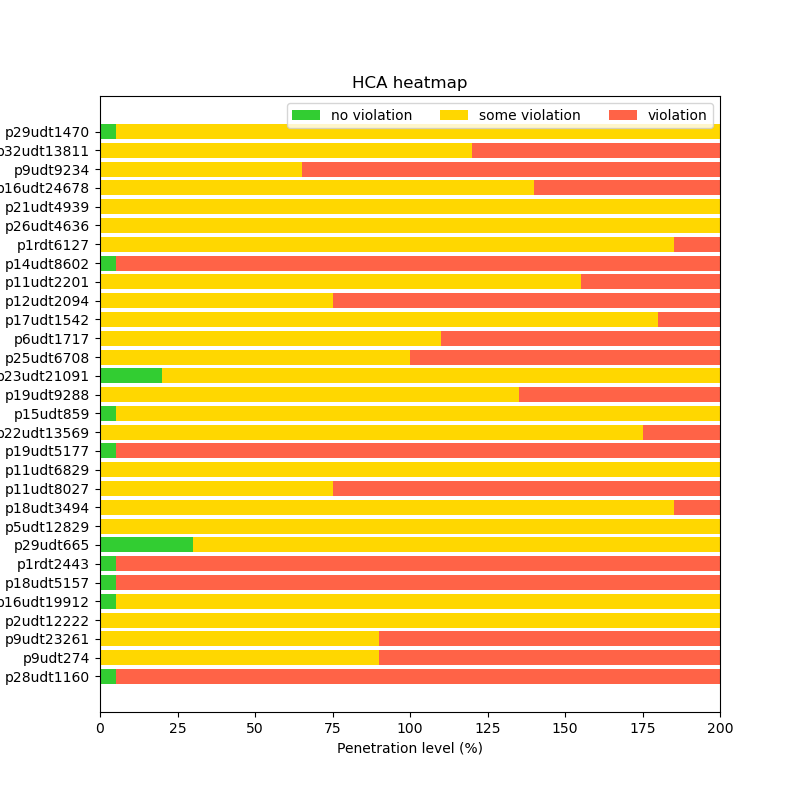 HCA heatmap
no violation some violation violation
p29udt1470
p32udt13811
p9udt9234
p16udt24678
p21udt4939
p26udt4636
p1rdt6127
p14udt8602
p11udt2201
p12udt2094
p17udt1542
p6udt1717
p25udt6708
p23udt21091
p19udt9288
p15udt859
p22udt13569
p19udt5177
p11udt6829
p11udt8027
p18udt3494
p5udt12829
p29udt665
p1rdt2443
p18udt5157
p16udt19912
p2udt12222
p9udt23261
p9udt274
p28udt1160
0 25 50 75 100 125 150 175 200
Penetration level (%)